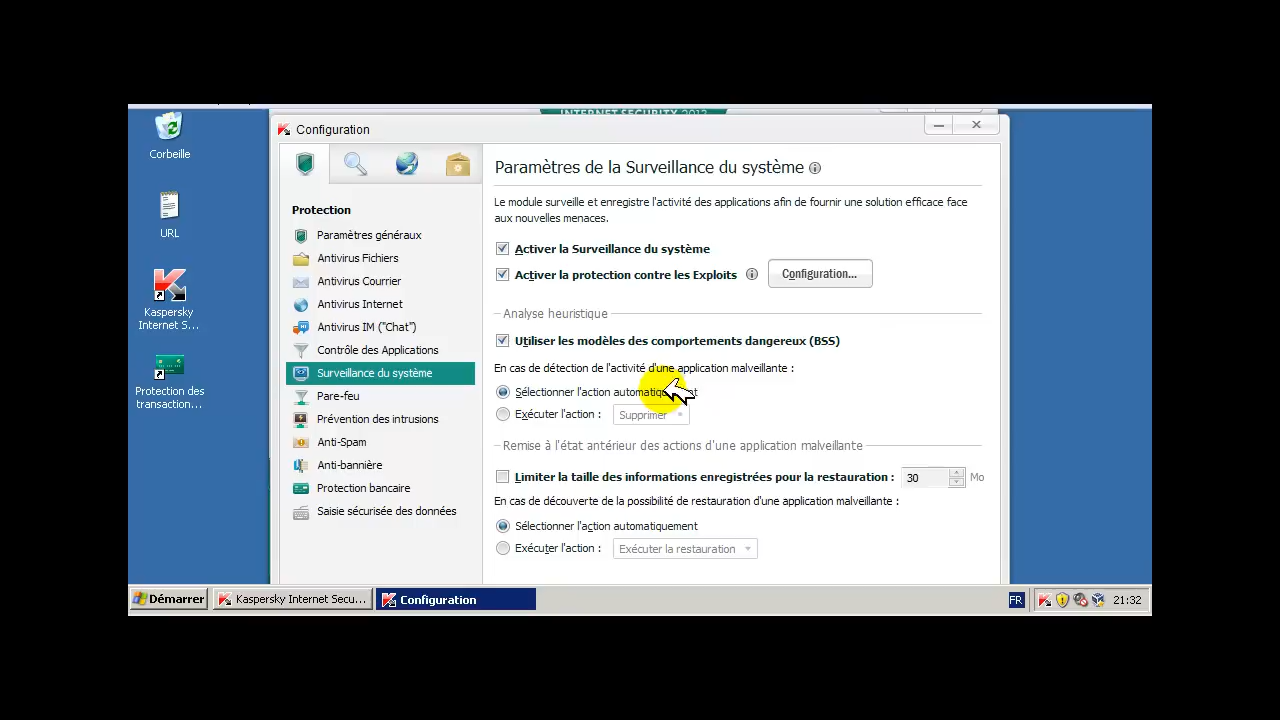 INTERNET SECURITY 2013
Corbeille
URL
Kaspersky
Internet S...
Protection des
transaction...
Configuration
Protection
Paramètres généraux
Antivirus Fichiers
Antivirus Courrier
Antivirus Internet
Antivirus IM ("Chat")
Contrôle des Applications
Surveillance du système
Pare-feu
Prévention des intrusions
Anti-Spam
Anti-bannière
Protection bancaire
Saisie sécurisée des données
Paramètres de la Surveillance du système
Le module surveille et enregistre l'activité des applications afin de fournir une solution efficace face
aux nouvelles menaces.
Activer la Surveillance du système
Activer la protection contre les Exploits
Configuration...
Analyse heuristique
Utiliser les modèles des comportements dangereux (BSS)
En cas de détection de l'activité d'une application malveillante :
Sélectionner l'action automatiquement
Exécuter l'action : Supprimer
Remise à l'état antérieur des actions d'une application malveillante
Limiter la taille des informations enregistrées pour la restauration : 30 Mo
En cas de découverte de la possibilité de restauration d'une application malveillante :
Sélectionner l'action automatiquement
Exécuter l'action : Exécuter la restauration
Démarrer
Kaspersky Internet Secu...
Configuration
FR
21:32